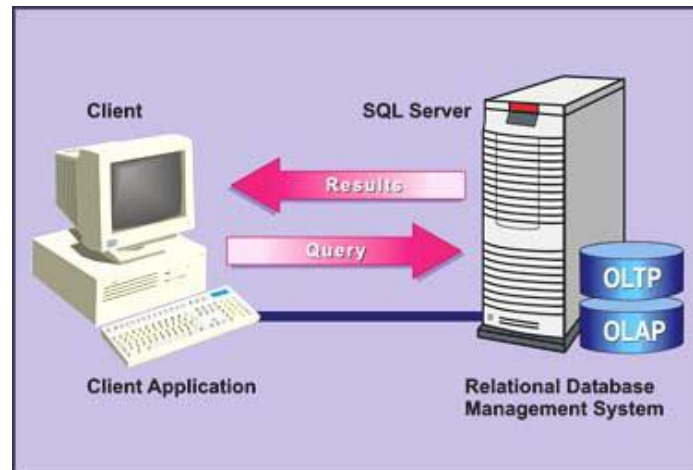 Client
SQL Server
Results
Query
OLTP
OLAP
Client Application
Relational Database
Management System